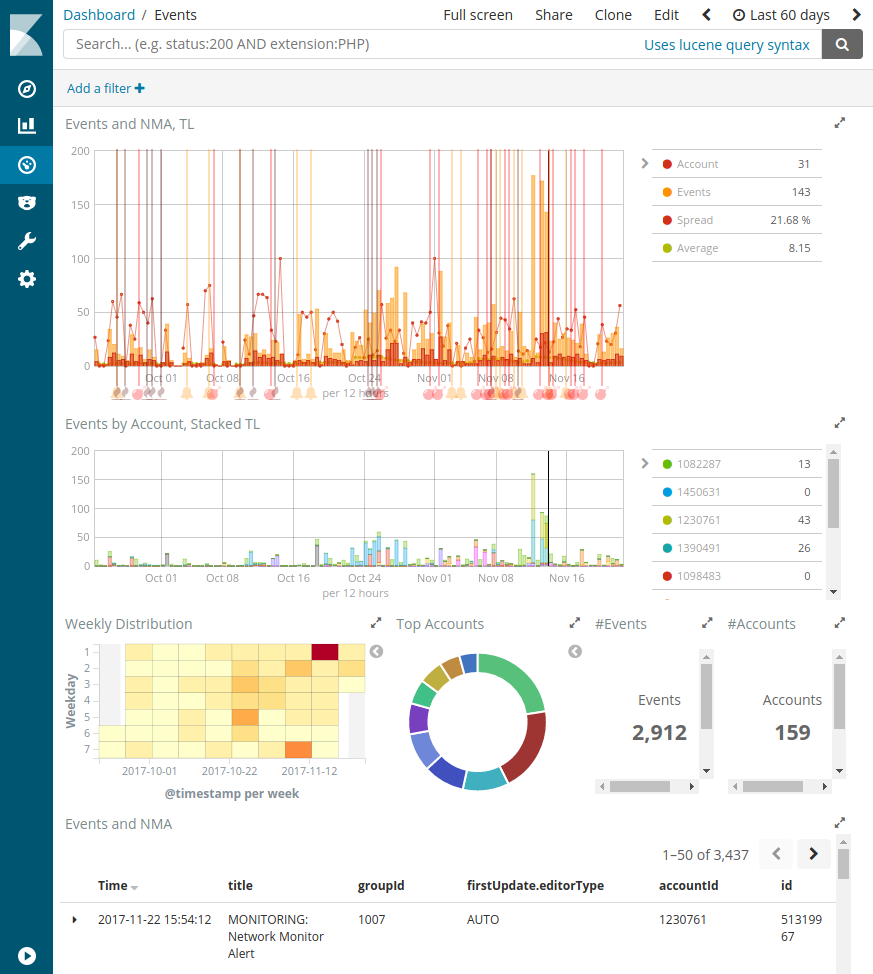 Dashboard / Events Full screen Share Clone Edit Last 60 days
Search... (e.g. status:200 AND extension:PHP) Uses lucene query syntax
Add a filter
Events and NMA, TL
200
150
100
50
0
Oct 01 Oct 08 Oct 16 Oct 24 Nov 01 Nov 08 Nov 16
per 12 hours
Account 31
Events 143
Spread 21.68 %
Average 8.15
Events by Account, Stacked TL
200
150
100
50
0
Oct 01 Oct 08 Oct 16 Oct 24 Nov 01 Nov 08 Nov 16
per 12 hours
1082287 13
1450631 0
1230761 43
1390491 26
1098483 0
Weekly Distribution
Weekday
1
2
3
4
5
6
7
2017-10-01 2017-10-22 2017-11-12
@timestamp per week
Top Accounts
#Events
Events
2,912
#Accounts
Accounts
159
Events and NMA
1–50 of 3,437
Time title groupId firstUpdate.editorType accountId id
2017-11-22 15:54:12 MONITORING: 1007 AUTO 1230761 513199
Network Monitor 67
Alert